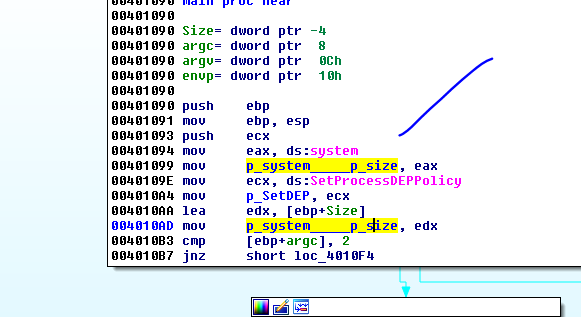 00401090 main proc near
00401090
00401090 Size= dword ptr -4
00401090 argc= dword ptr  8
00401090 argv= dword ptr  0Ch
00401090 envp= dword ptr  10h
00401090
00401090 push    ebp
00401091 mov     ebp, esp
00401093 push    ecx
00401094 mov     eax, ds:system
00401099 mov     p_system_____p_size, eax
0040109E mov     ecx, ds:SetProcessDEPPolicy
004010A4 mov     p_SetDEP, ecx
004010AA lea     edx, [ebp+Size]
004010AD mov     p_system_____p_size, edx
004010B3 cmp     [ebp+argc], 2
004010B7 jnz     short loc_4010F4